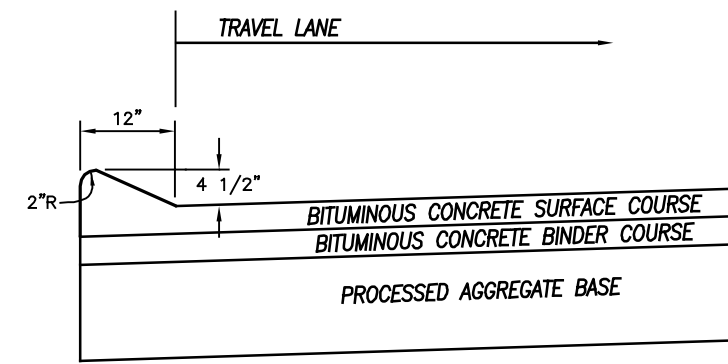 TRAVEL LANE
12"
4 1/2"
2"R
BITUMINOUS CONCRETE SURFACE COURSE
BITUMINOUS CONCRETE BINDER COURSE
PROCESSED AGGREGATE BASE